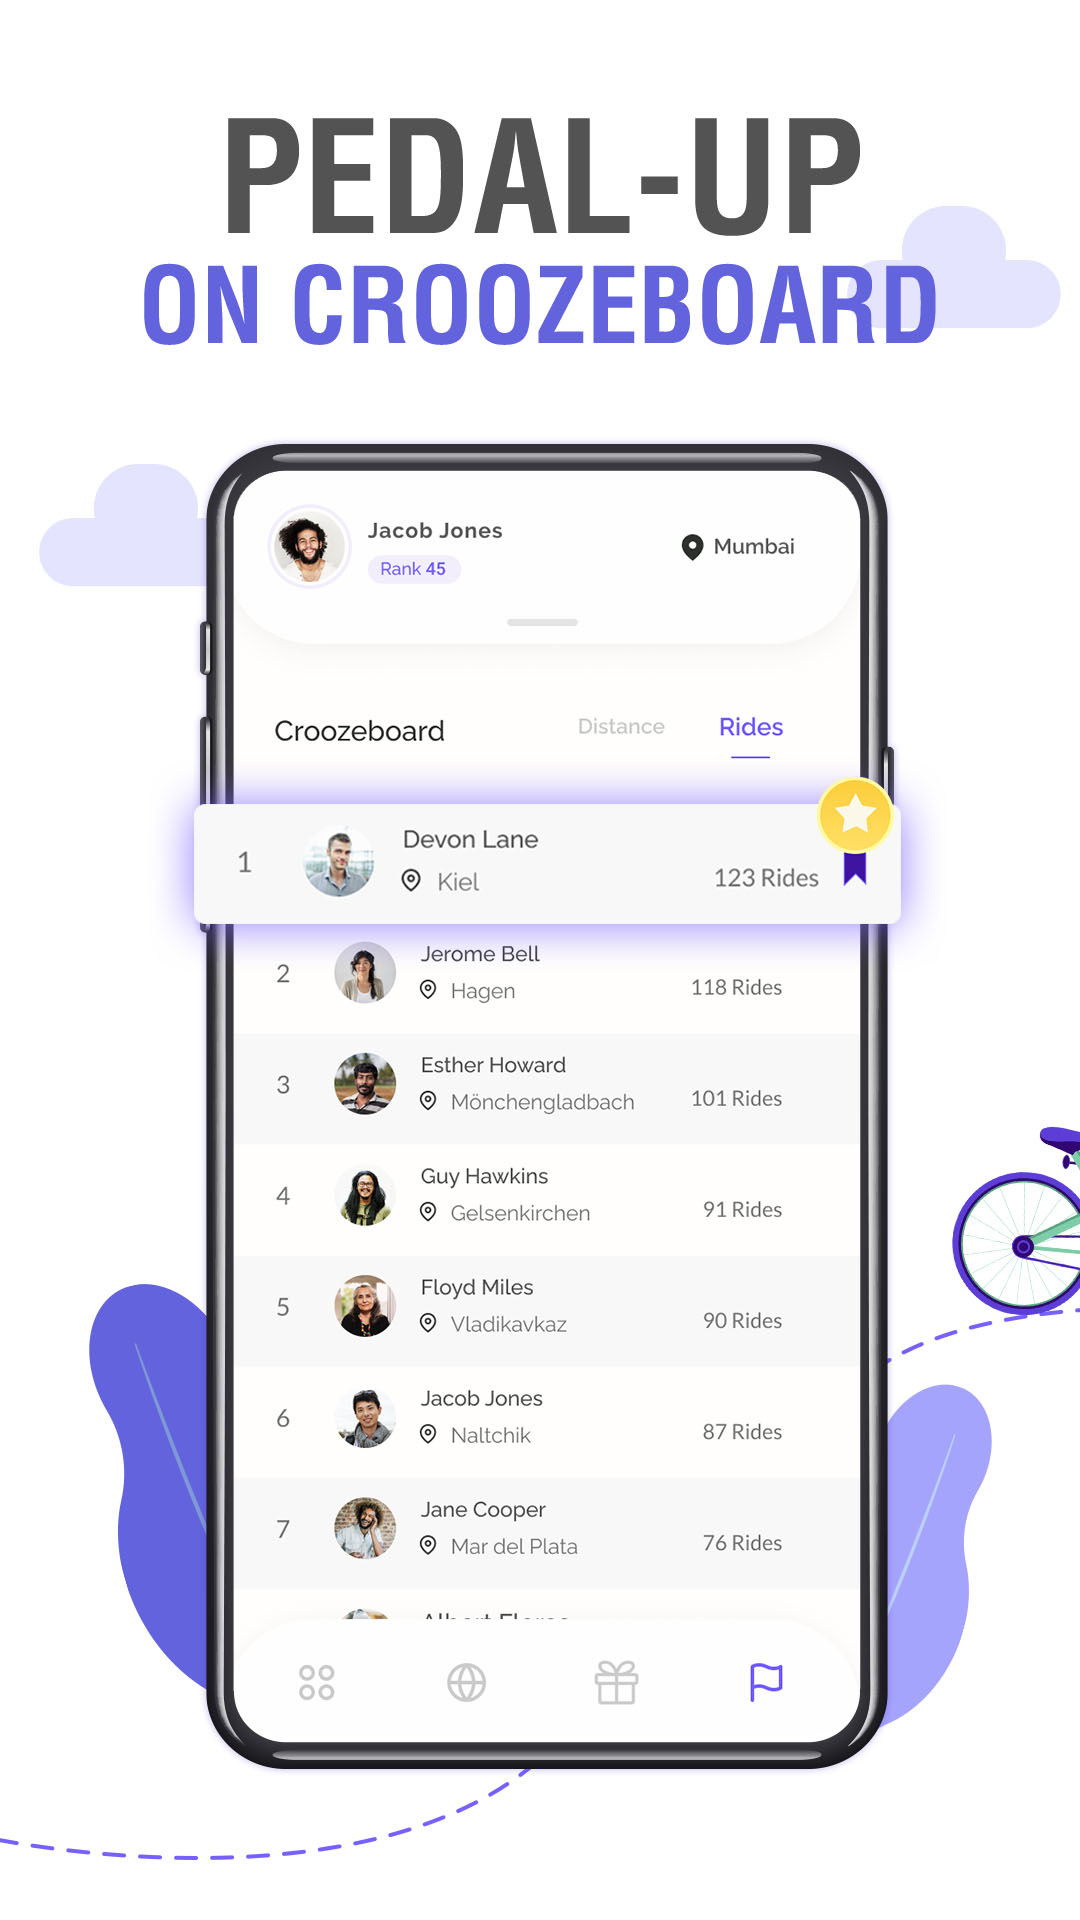 PEDAL-UP
ON CROOZEBOARD
Jacob Jones
Rank 45
Mumbai
Croozeboard
Distance
Rides
1
Devon Lane
Kiel
123 Rides
2
Jerome Bell
Hagen
118 Rides
3
Esther Howard
Mönchengladbach
101 Rides
4
Guy Hawkins
Gelsenkirchen
91 Rides
5
Floyd Miles
Vladikavkaz
90 Rides
6
Jacob Jones
Naltchik
87 Rides
7
Jane Cooper
Mar del Plata
76 Rides